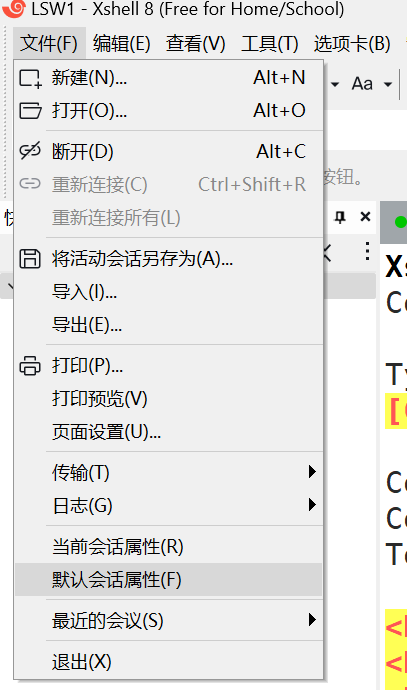 LSW1 - Xshell 8 (Free for Home/School)
文件(F) 编辑(E) 查看(V) 工具(T) 选项卡(B)
新建(N)... Alt+N
Aa
打开(O)... Alt+O
断开(D) Alt+C
重新连接(C) Ctrl+Shift+R
按钮。
重新连接所有(L)
将活动会话另存为(A)...
导入(I)...
导出(E)...
打印(P)...
打印预览(V)
页面设置(U)...
传输(T)
日志(G)
当前会话属性(R)
默认会话属性(F)
最近的会议(S)
退出(X)
Xs
Co
Ty
Co
Co
To